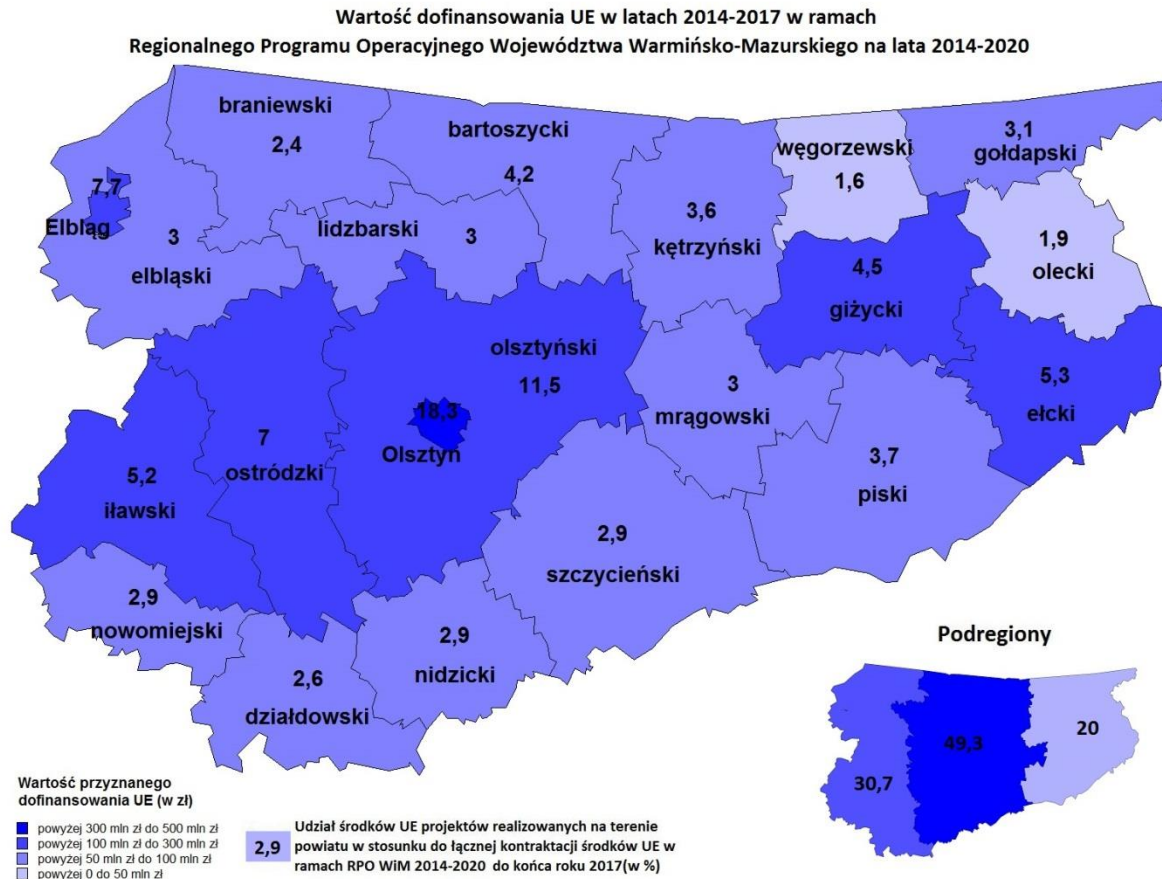 Wartość dofinansowania UE w latach 2014-2017 w ramach
Regionalnego Programu Operacyjnego Województwa Warmińsko-Mazurskiego na lata 2014-2020
braniewski
2,4
bartoszycki
4,2
węgorzewski
1,6
3,1
gołdapski
7,7
Elbląg
3
elbląski
lidzbarski
3
3,6
kętrzyński
4,5
giżycki
1,9
olecki
olsztyński
11,5
18,3
Olsztyn
3
mrągowski
5,3
ełcki
5,2
iławski
7
ostródzki
3,7
piski
2,9
szczycieński
2,9
nowomiejski
2,9
nidzicki
2,6
działdowski
Podregiony
30,7
49,3
20
Wartość przyznanego
dofinansowania UE (w zł)
powyżej 300 mln zł do 500 mln zł
powyżej 100 mln zł do 300 mln zł
powyżej 50 mln zł do 100 mln zł
powyżej 0 do 50 mln zł
2,9
Udział środków UE projektów realizowanych na terenie
powiatu w stosunku do łącznej kontraktacji środków UE w
ramach RPO WiM 2014-2020 do końca roku 2017(w %)